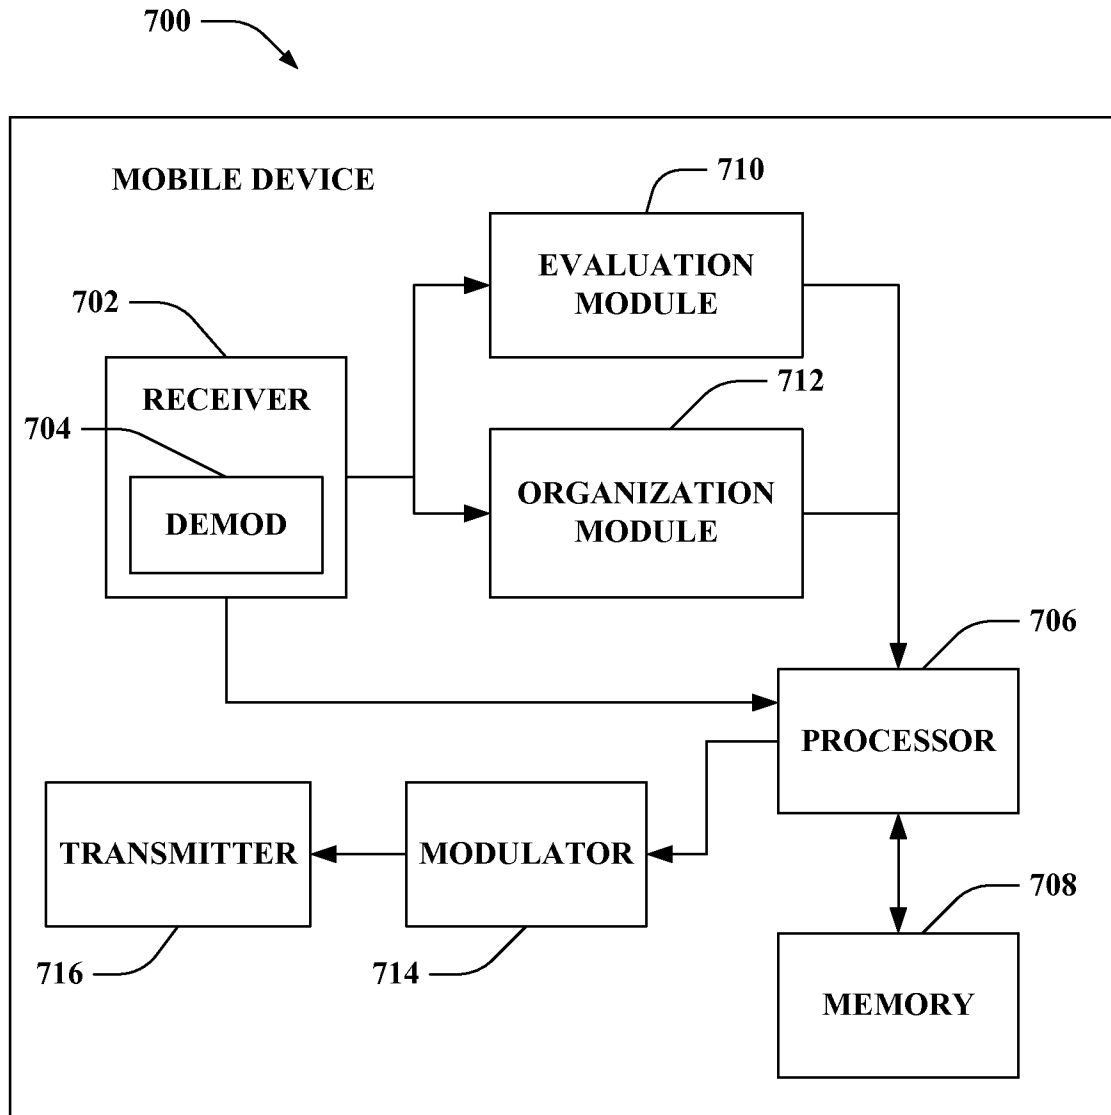 700
MOBILE DEVICE
710
EVALUATION
MODULE
702
RECEIVER
712
704
ORGANIZATION
MODULE
DEMOD
706
PROCESSOR
TRANSMITTER
MODULATOR
708
716
714
MEMORY